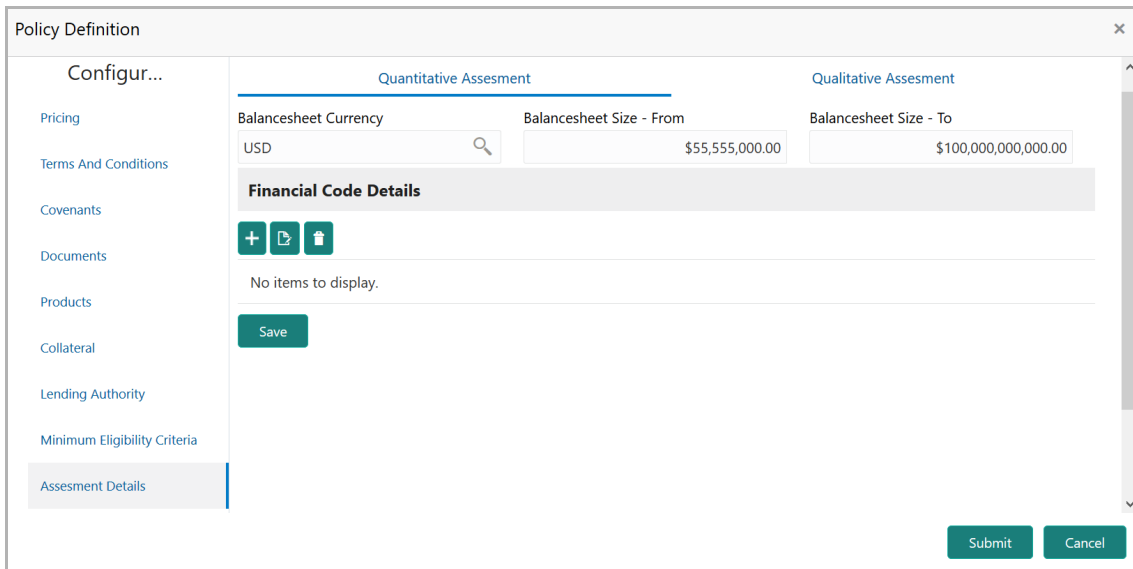 Policy Definition
×
Configur...
Pricing
Terms And Conditions
Covenants
Documents
Products
Collateral
Lending Authority
Minimum Eligibility Criteria
Assesment Details
Quantitative Assesment
Qualitative Assesment
Balancesheet Currency
Balancesheet Size - From
Balancesheet Size - To
USD
$55,555,000.00
$100,000,000,000.00
Financial Code Details
No items to display.
Save
Submit
Cancel